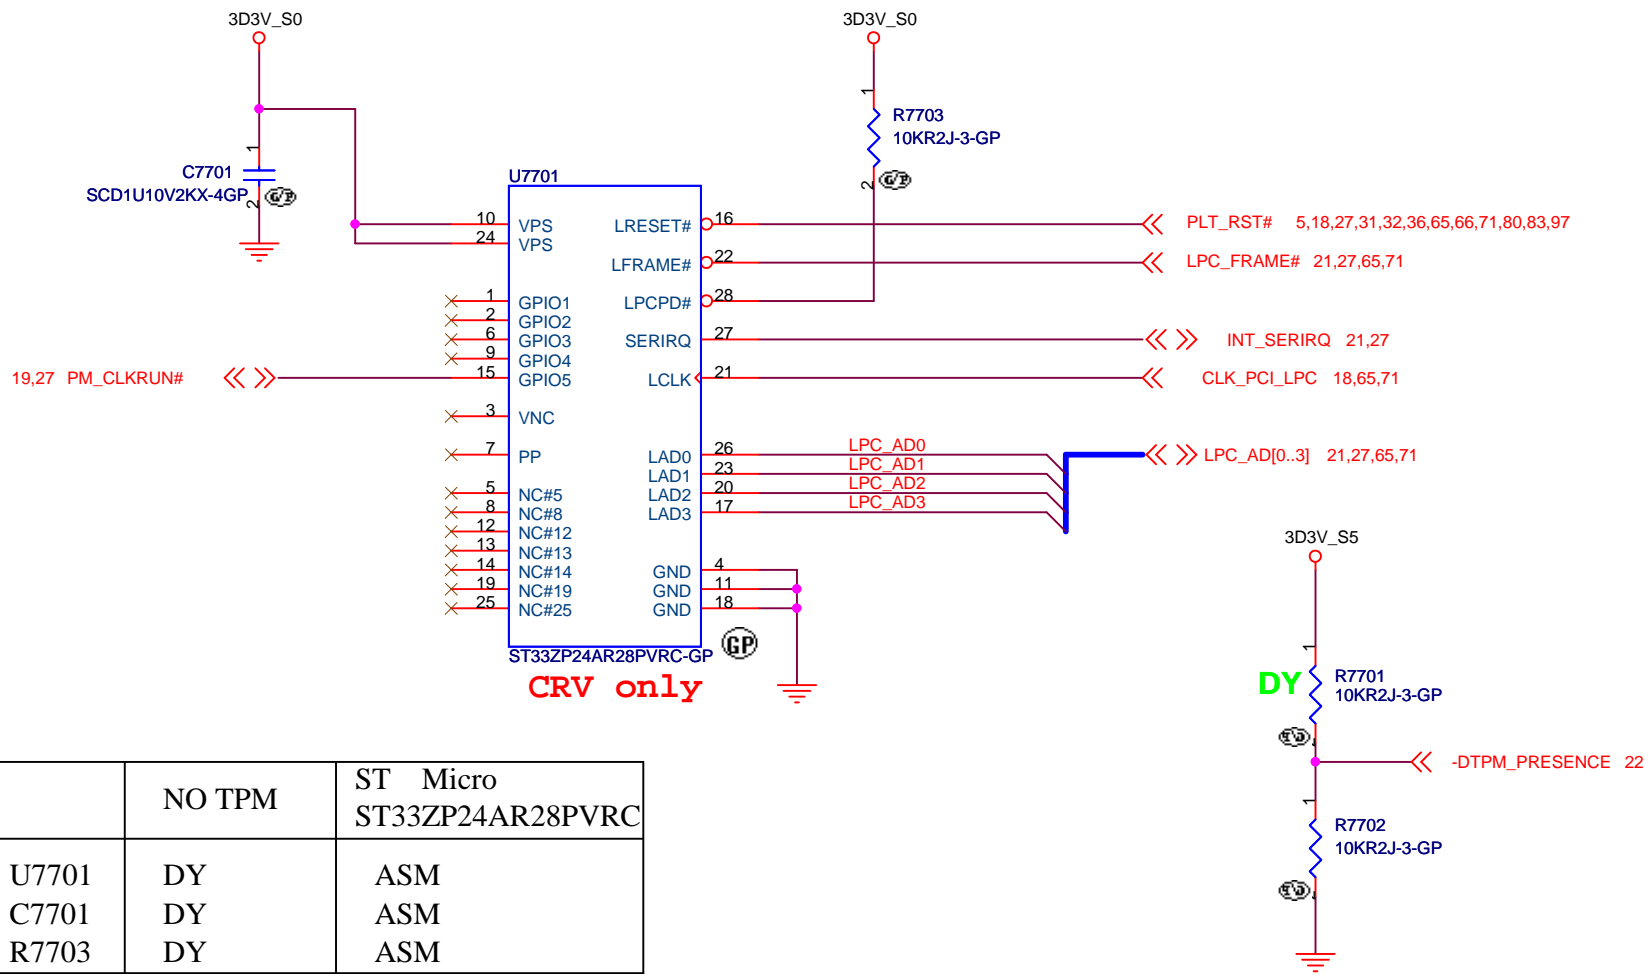 3D3V_S0
3D3V_S0
1
R7703
10KR2J-3-GP
2
G/P
1
C7701
SCD1U10V2KX-4GP
2
G/P
U7701
10 VPS
24 VPS
1 GPIO1
2 GPIO2
6 GPIO3
9 GPIO4
19,27 PM_CLKRUN#
15 GPIO5
3 VNC
7 PP
5 NC#5
8 NC#8
12 NC#12
13 NC#13
14 NC#14
19 NC#19
25 NC#25
LRESET# 16 PLT_RST# 5,18,27,31,32,36,65,66,71,80,83,97
LFRAME# 22 LPC_FRAME# 21,27,65,71
LPCPD# 28
SERIRQ 27 INT_SERIRQ 21,27
LCLK 21 CLK_PCI_LPC 18,65,71
LAD0 26 LPC_AD0
LAD1 23 LPC_AD1
LAD2 20 LPC_AD2
LAD3 17 LPC_AD3
LPC_AD[0..3] 21,27,65,71
GND 4
GND 11
GND 18
GP
ST33ZP24AR28PVRC-GP
CRV only
3D3V_S5
1
DY
R7701
10KR2J-3-GP
-DTPM_PRESENCE 22
1
R7702
10KR2J-3-GP
NO TPM
ST Micro
ST33ZP24AR28PVRC
U7701 DY ASM
C7701 DY ASM
R7703 DY ASM